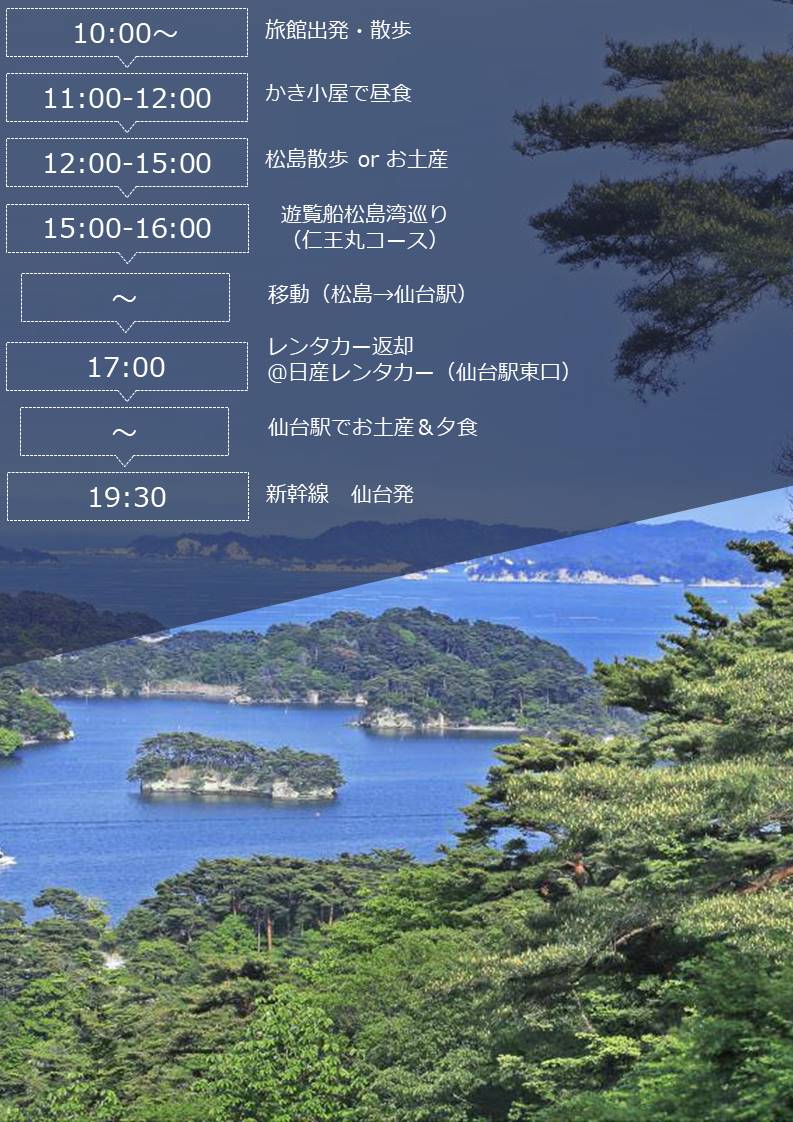 10:00～
旅館出発・散歩
11:00-12:00
かき小屋で昼食
12:00-15:00
松島散歩 or お土産
15:00-16:00
遊覧船松島湾巡り
（仁王丸コース）
～
移動（松島→仙台駅）
17:00
レンタカー返却
@日産レンタカー（仙台駅東口）
～
仙台駅でお土産＆夕食
19:30
新幹線　仙台発